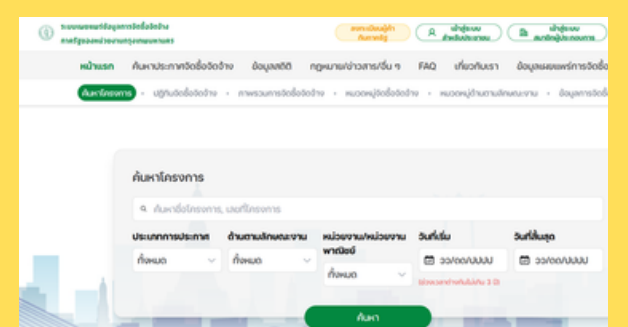 ระบบเผยแพร่ข้อมูลการจัดซื้อจัดจ้าง
ภาครัฐของหน่วยงานกรุงเทพมหานคร
ลงทะเบียนผู้ค้า
กับภาครัฐ
เข้าสู่ระบบ
สำหรับประชาชน
เข้าสู่ระบบ
สมาชิกผู้ประกอบการ
หน้าแรก ค้นหาประกาศจัดซื้อจัดจ้าง ข้อมูลสถิติ กฎหมาย/ข่าวสาร/อื่น ๆ FAQ เกี่ยวกับเรา ข้อมูลเผยแพร่การจัดซื้อ
ค้นหาโครงการ ปฏิทินจัดซื้อจัดจ้าง ภาพรวมการจัดซื้อจัดจ้าง หมวดหมู่จัดซื้อจัดจ้าง หมวดหมู่ด้านตามลักษณะงาน ข้อมูลการจัดซื้อ
ค้นหาโครงการ
ค้นหาชื่อโครงการ, เลขที่โครงการ
ประเภทการประกาศ ด้านตามลักษณะงาน หน่วยงาน/หน่วยงาน วันที่เริ่ม วันที่สิ้นสุด
พาณิชย์
ทั้งหมด ทั้งหมด ทั้งหมด วว/ดด/ปปปป วว/ดด/ปปปป
(ช่วงเวลาต่างกันไม่เกิน 3 ปี)
ค้นหา